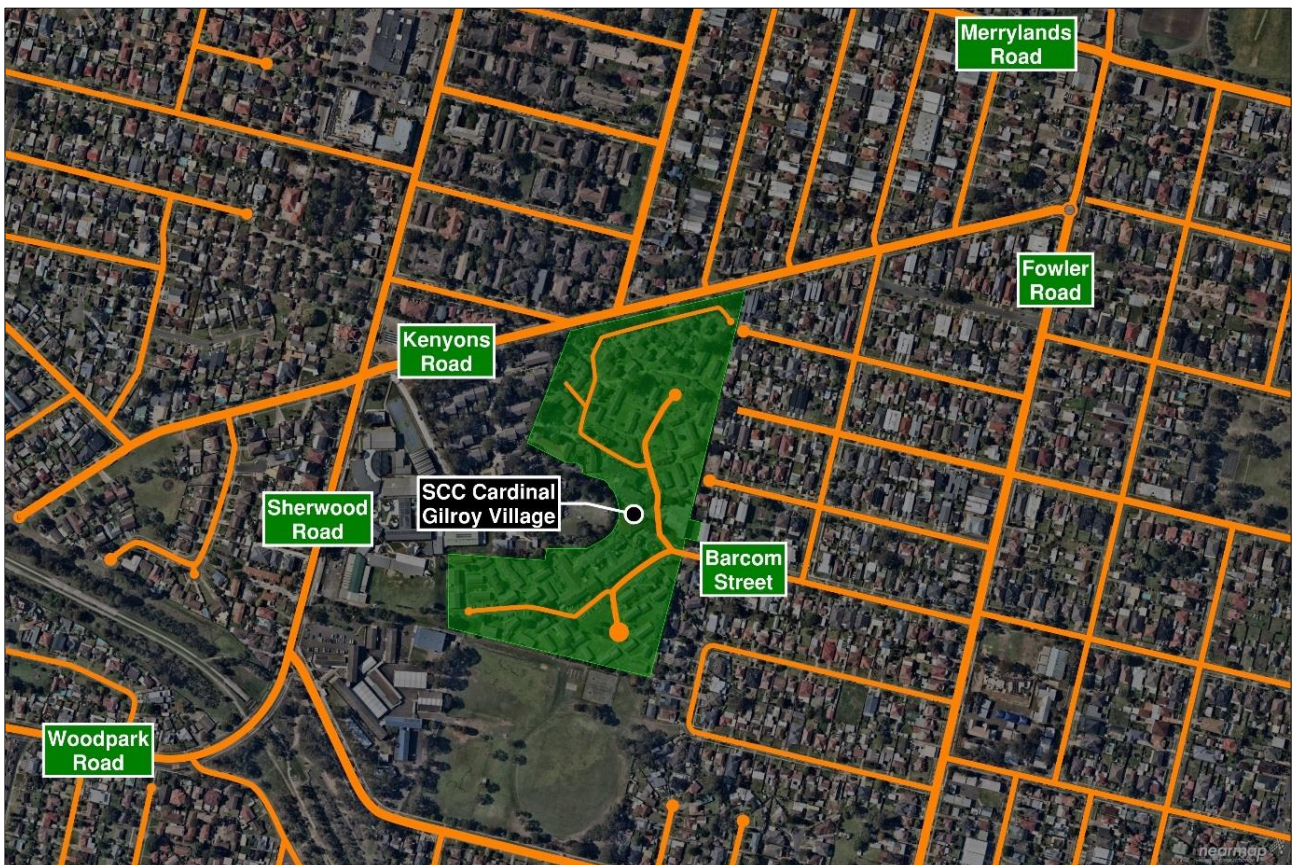 Merrylands
Road
Fowler
Road
Kenyons
Road
SCC Cardinal
Gilroy Village
Sherwood
Road
Barcom
Street
Woodpark
Road
nearmap